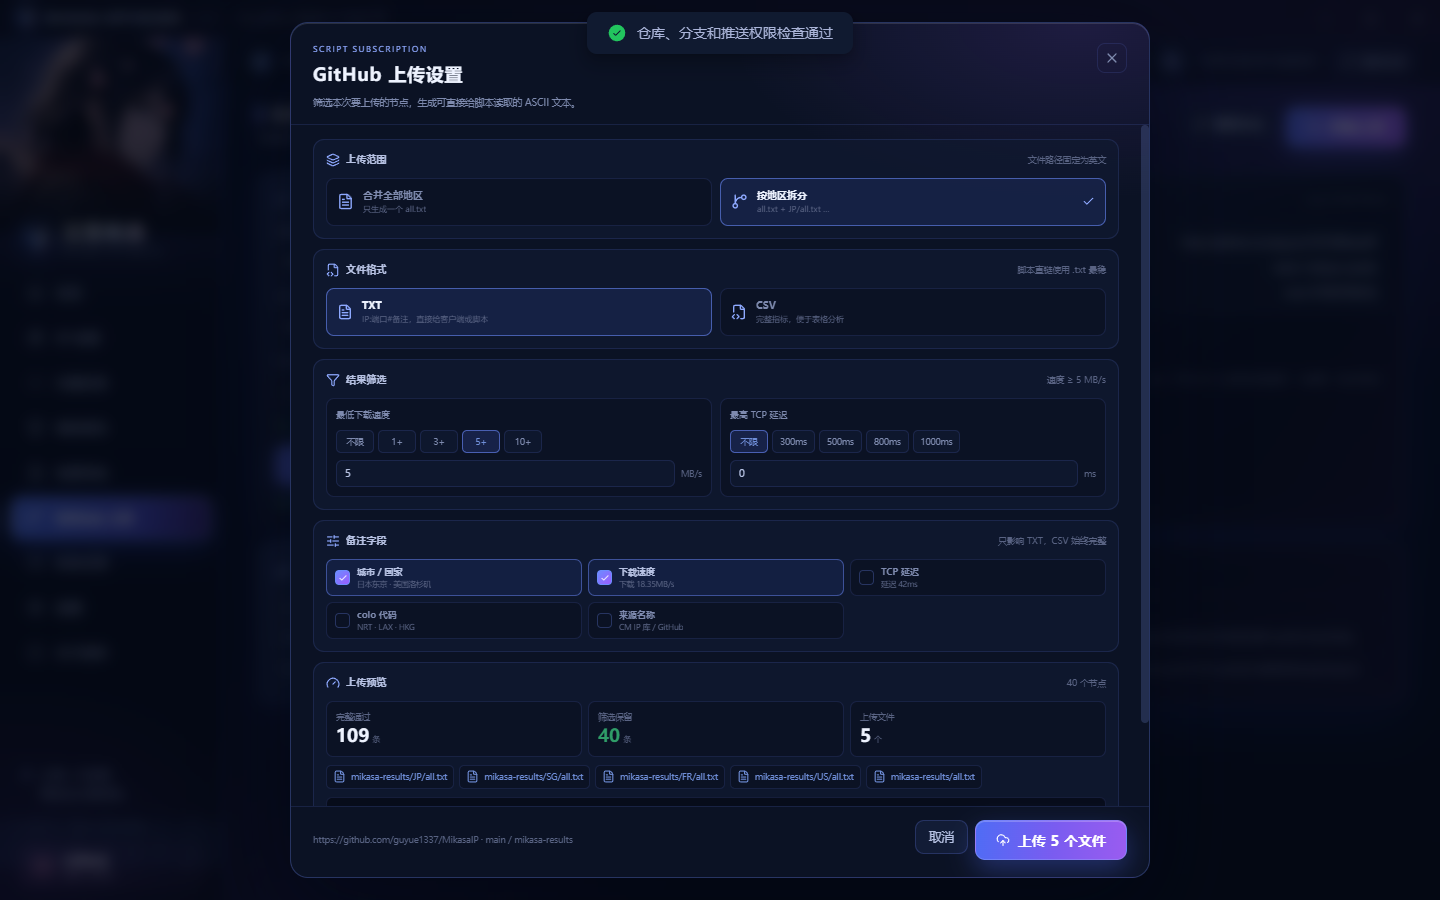 仓库、分支和推送权限检查通过
SCRIPT SUBSCRIPTION
GitHub 上传设置
筛选本次要上传的节点，生成可直接给脚本读取的 ASCII 文本。
上传范围
文件路径固定为英文
合并全部地区
只生成一个 all.txt
按地区拆分
all.txt + JP/all.txt ...
文件格式
脚本直链使用 .txt 最稳
TXT
IP:端口#备注，直接给客户端或脚本
CSV
完整指标，便于表格分析
结果筛选
速度 ≥ 5 MB/s
最低下载速度
不限 1+ 3+ 5+ 10+
5 MB/s
最高 TCP 延迟
不限 300ms 500ms 800ms 1000ms
0 ms
备注字段
只影响 TXT，CSV 始终完整
城市 / 国家
日本东京 · 美国洛杉矶
下载速度
下载 18.35MB/s
TCP 延迟
延迟 42ms
colo 代码
NRT · LAX · HKG
来源名称
CM IP 库 / GitHub
上传预览
40 个节点
完整通过
109 条
筛选保留
40 条
上传文件
5 个
mikasa-results/JP/all.txt mikasa-results/SG/all.txt mikasa-results/FR/all.txt mikasa-results/US/all.txt mikasa-results/all.txt
https://github.com/guyue1337/MikasaIP · main / mikasa-results
取消
上传 5 个文件